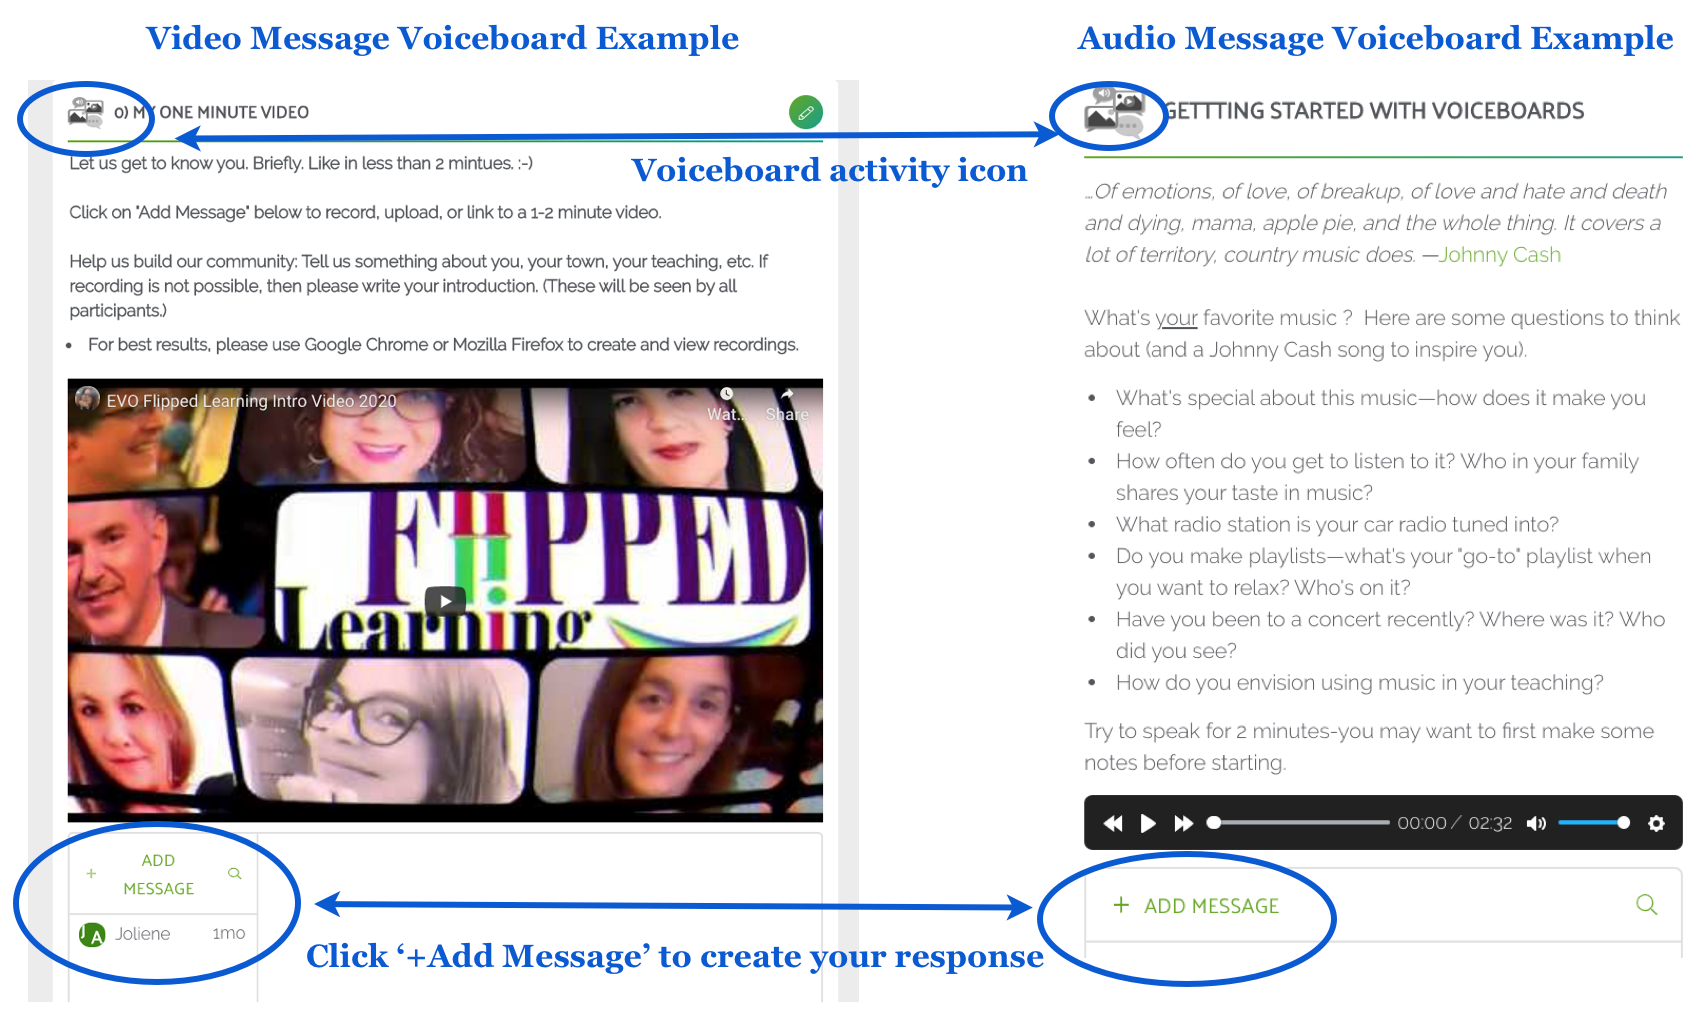 Video Message Voiceboard Example
0) MY ONE MINUTE VIDEO
Let us get to know you. Briefly. Like in less than 2 mintues. :-)
Click on "Add Message" below to record, upload, or link to a 1-2 minute video.
Help us build our community: Tell us something about you, your town, your teaching, etc. If
recording is not possible, then please write your introduction. (These will be seen by all
participants.)
• For best results, please use Google Chrome or Mozilla Firefox to create and view recordings.
EVO Flipped Learning Intro Video 2020
Wat...
Share
FliPPED
Learning
+ ADD
MESSAGE
JA Joliene 1mo
Voiceboard activity icon
Click ‘+Add Message’ to create your response
Audio Message Voiceboard Example
GETTTING STARTED WITH VOICEBOARDS
...Of emotions, of love, of breakup, of love and hate and death
and dying, mama, apple pie, and the whole thing. It covers a
lot of territory, country music does. —Johnny Cash
What's your favorite music ? Here are some questions to think
about (and a Johnny Cash song to inspire you).
• What's special about this music—how does it make you
feel?
• How often do you get to listen to it? Who in your family
shares your taste in music?
• What radio station is your car radio tuned into?
• Do you make playlists—what's your "go-to" playlist when
you want to relax? Who's on it?
• Have you been to a concert recently? Where was it? Who
did you see?
• How do you envision using music in your teaching?
Try to speak for 2 minutes-you may want to first make some
notes before starting.
00:00 / 02:32
+ ADD MESSAGE